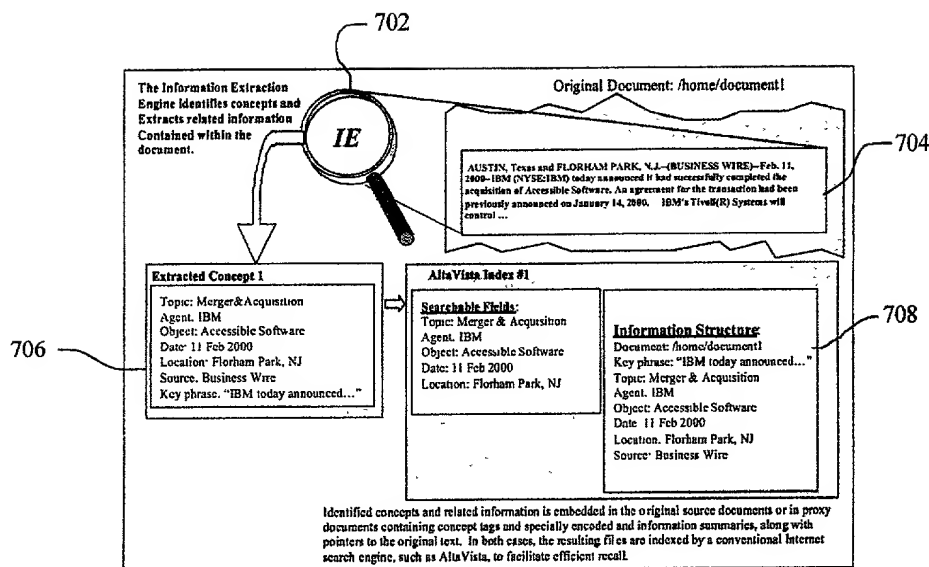 702
The Information Extraction
Engine Identifies concepts and
Extracts related information
Contained within the
document.
IE
Original Document: /home/document1
704
AUSTIN, Texas and FLORHAM PARK, N.J.--(BUSINESS WIRE)--Feb. 11,
2000--IBM (NYSE:IBM) today announced it had successfully completed the
acquisition of Accessible Software. An agreement for the transaction had been
previously announced on January 14, 2000. IBM's Tivoli(R) Systems will
control ...
Extracted Concept 1
Topic: Merger&Acquisition
Agent. IBM
Object: Accessible Software
Date: 11 Feb 2000
Location: Florham Park, NJ
Source. Business Wire
Key phrase. "IBM today announced..."
706
AltaVista Index #1
Searchable Fields:
Topic: Merger & Acquisition
Agent. IBM
Object: Accessible Software
Date: 11 Feb 2000
Location: Florham Park, NJ
Information Structure:
Document: /home/document1
Key phrase: "IBM today announced..."
Topic: Merger & Acquisition
Agent. IBM
Object: Accessible Software
Date 11 Feb 2000
Location. Florham Park, NJ
Source: Business Wire
708
Identified concepts and related information is embedded in the original source documents or in proxy
documents containing concept tags and specially encoded and information summaries, along with
pointers to the original text. In both cases, the resulting files are indexed by a conventional Internet
search engine, such as AltaVista, to facilitate efficient recall.